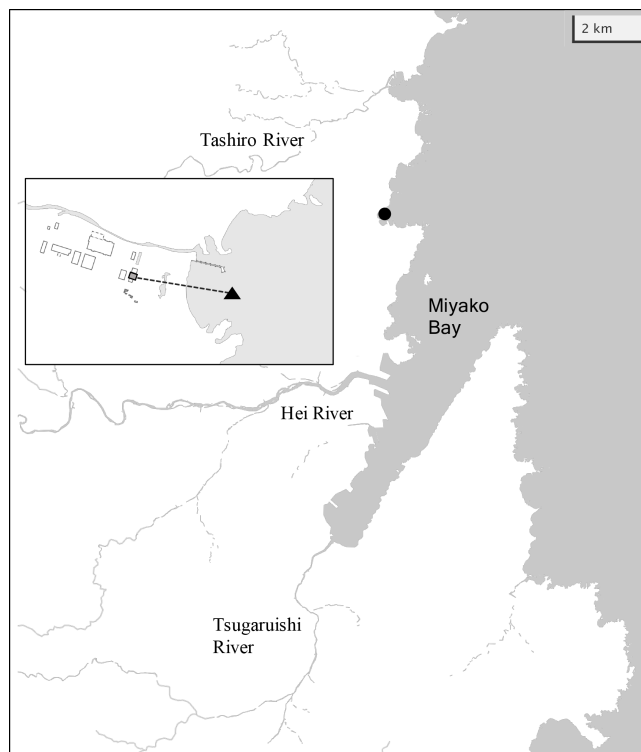 2 km
Tashiro River
Miyako
Bay
Hei River
Tsugaruishi
River